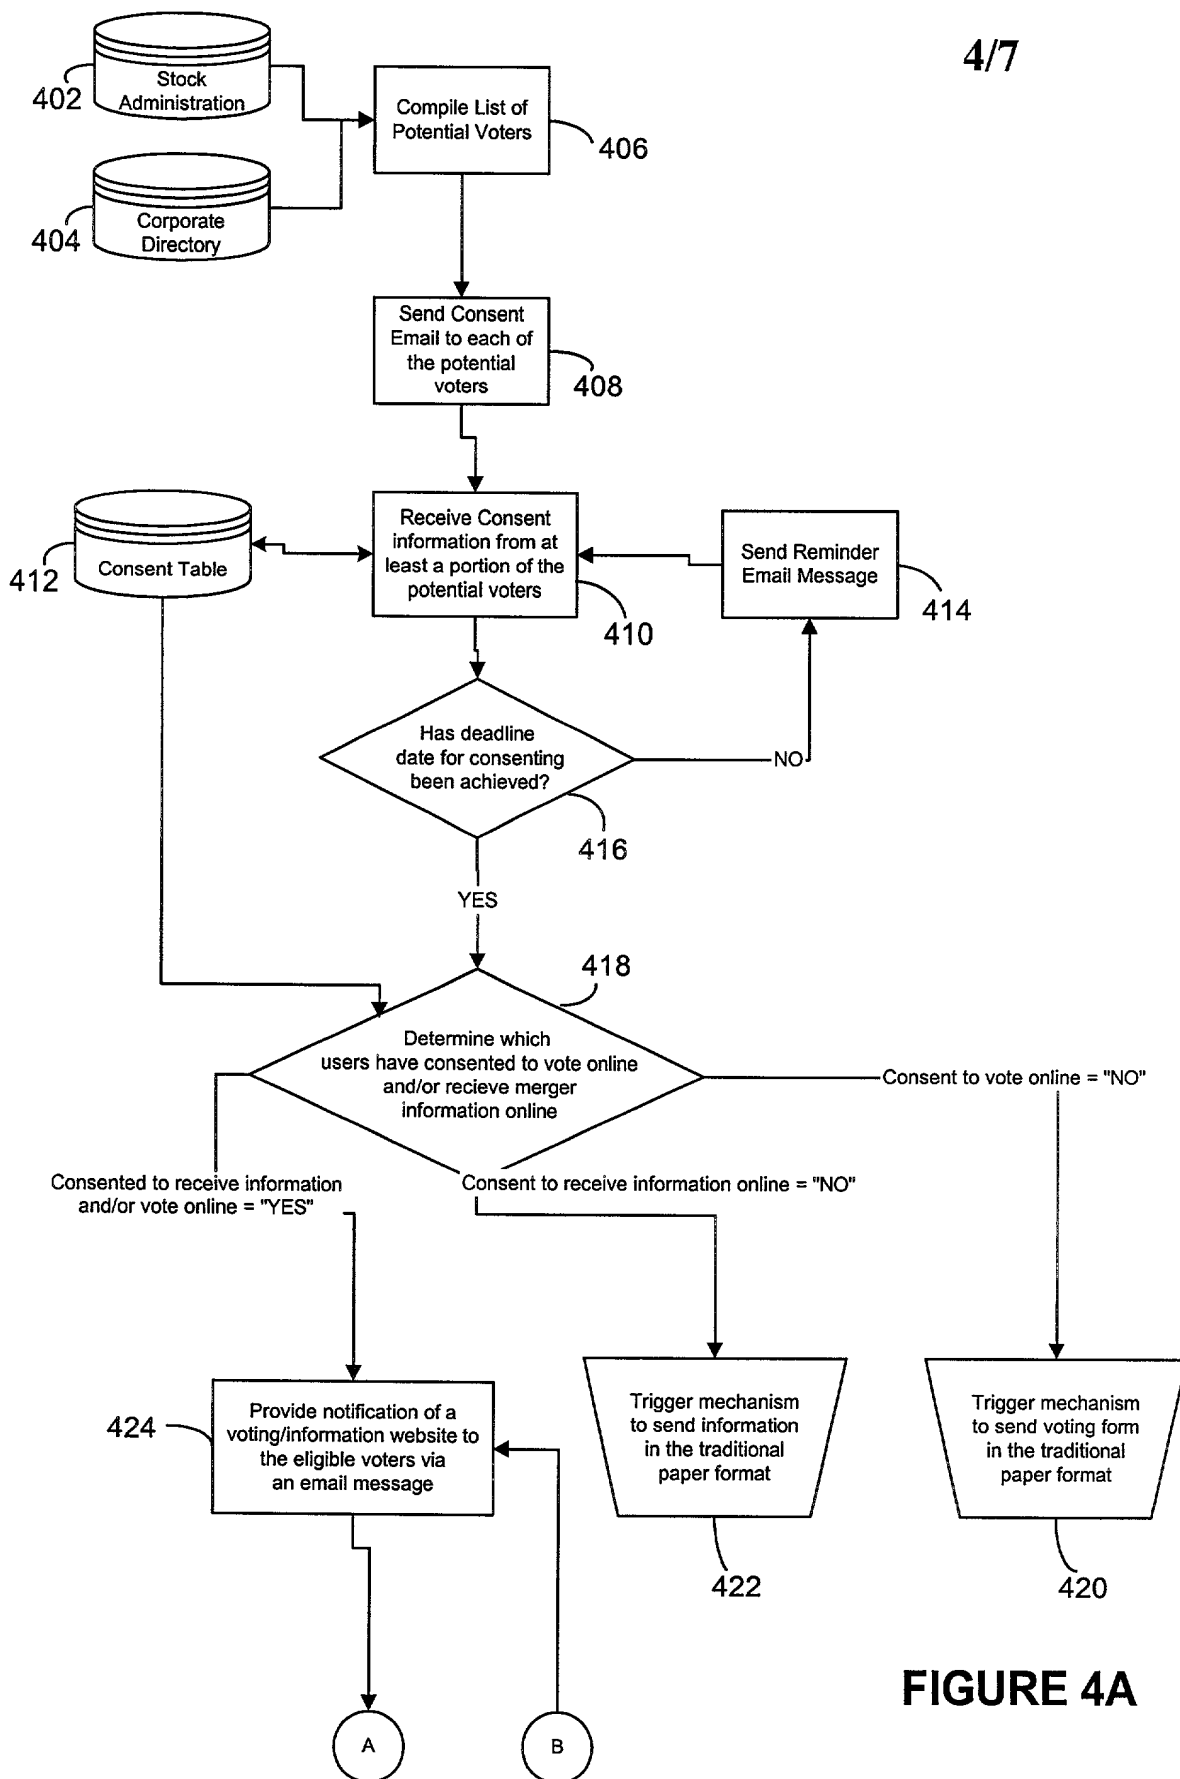 4/7
Stock
Administration
402
Compile List of
Potential Voters
406
Corporate
Directory
404
Send Consent
Email to each of
the potential
voters
408
Receive Consent
information from at
least a portion of the
potential voters
410
Consent Table
412
Send Reminder
Email Message
414
Has deadline
date for consenting
been achieved?
416
NO
YES
418
Determine which
users have consented to vote online
and/or recieve merger
information online
Consent to vote online = "NO"
Consented to receive information
and/or vote online = "YES"
Consent to receive information online = "NO"
424
Provide notification of a
voting/information website to
the eligible voters via
an email message
Trigger mechanism
to send information
in the traditional
paper format
422
Trigger mechanism
to send voting form
in the traditional
paper format
420
FIGURE 4A
A
B